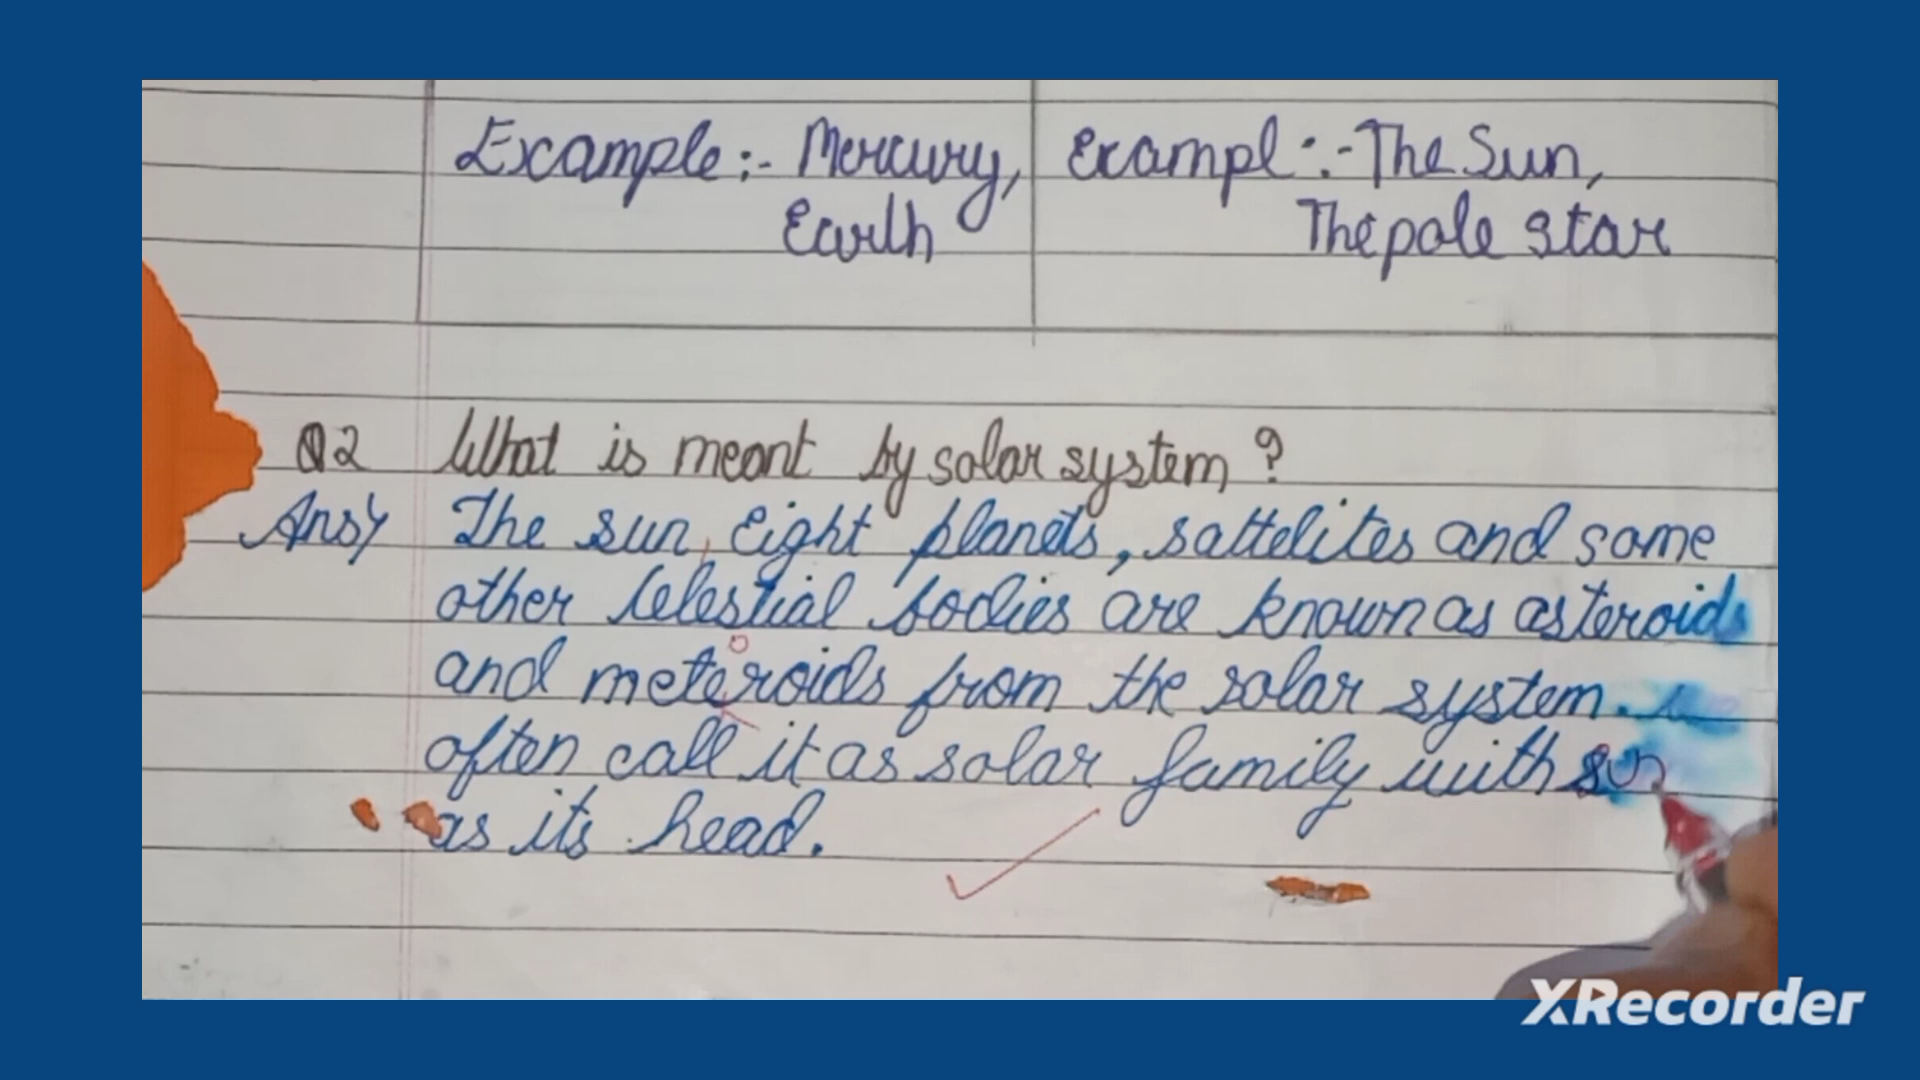 Example:- Mercury,
Earth
Exampl :- The Sun,
The pole star
Q2 What is meant by solar system ?
Ans> The sun, Eight planets, sattelites and some
other Celestial bodies are known as asteroids
and meteroids from the solar system.
often call it as solar family with sun
as its head.
XRecorder